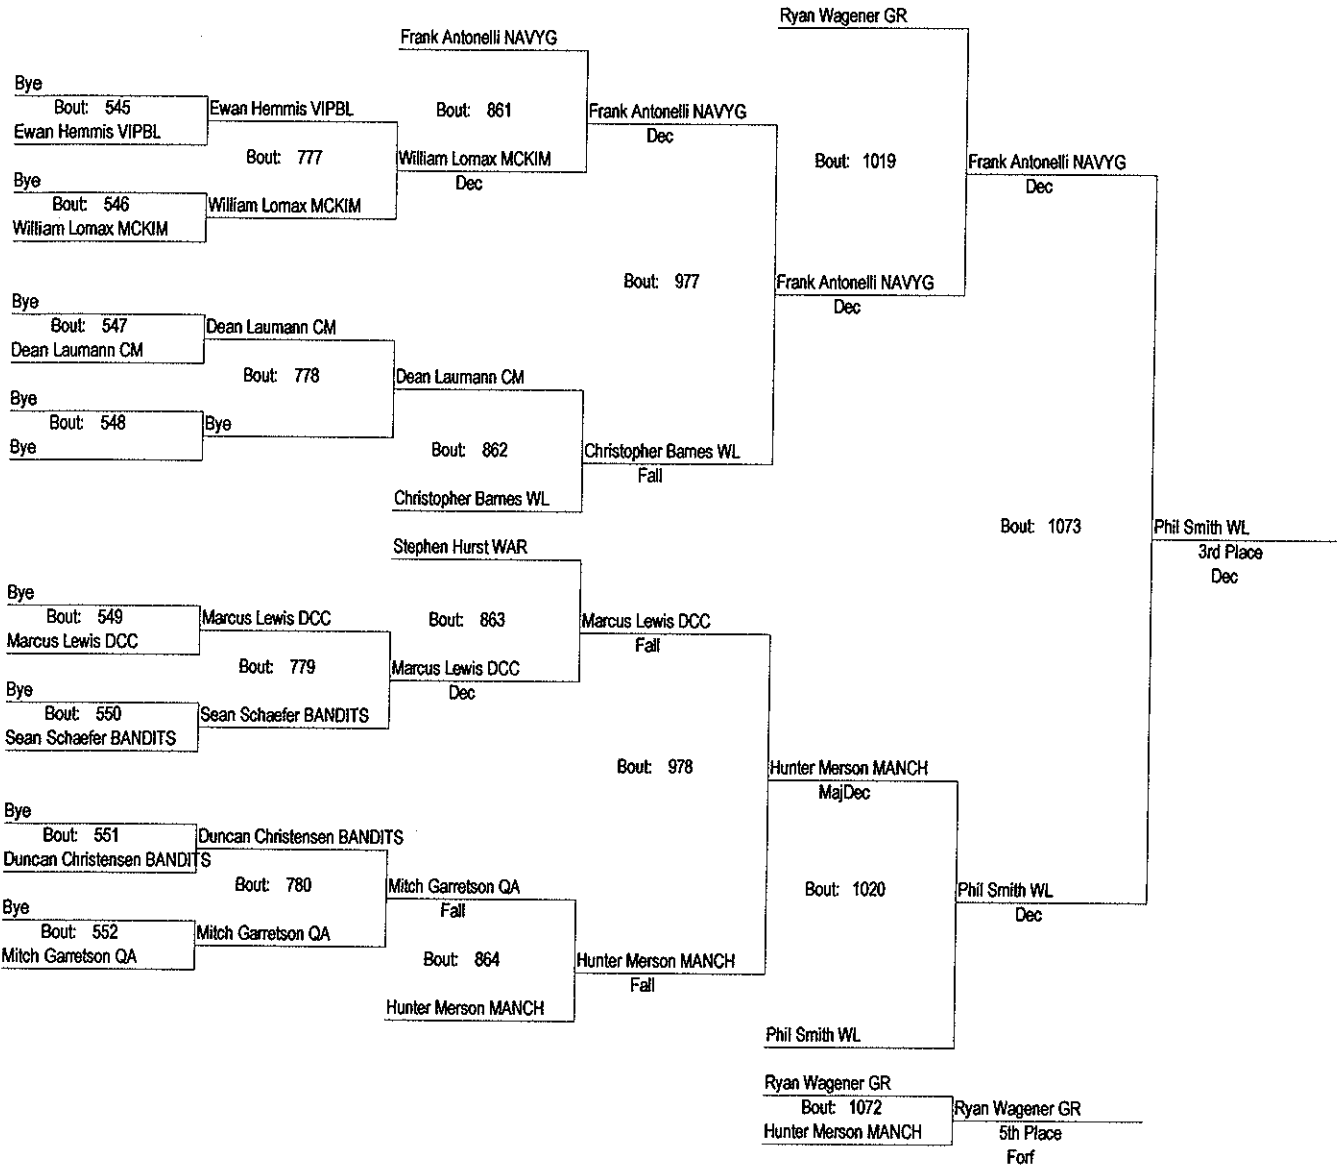 Ryan Wagener GR
Frank Antonelli NAVYG
Bye
Bout: 545
Ewan Hemmis VIPBL
Ewan Hemmis VIPBL
Bout: 861
Frank Antonelli NAVYG
Dec
Bout: 777
William Lomax MCKIM
Dec
Bout: 1019
Frank Antonelli NAVYG
Dec
Bye
Bout: 546
William Lomax MCKIM
William Lomax MCKIM
Bout: 977
Frank Antonelli NAVYG
Dec
Bye
Bout: 547
Dean Laumann CM
Dean Laumann CM
Bout: 778
Dean Laumann CM
Bye
Bout: 548
Bye
Bye
Bout: 862
Christopher Barnes WL
Fall
Christopher Barnes WL
Bout: 1073
Phil Smith WL
3rd Place
Dec
Stephen Hurst WAR
Bye
Bout: 549
Marcus Lewis DCC
Marcus Lewis DCC
Bout: 863
Marcus Lewis DCC
Fall
Bout: 779
Marcus Lewis DCC
Dec
Bye
Bout: 550
Sean Schaefer BANDITS
Sean Schaefer BANDITS
Bout: 978
Hunter Merson MANCH
MajDec
Bye
Bout: 551
Duncan Christensen BANDITS
Duncan Christensen BANDITS
Bout: 780
Mitch Garretson QA
Fall
Bout: 1020
Phil Smith WL
Dec
Bye
Bout: 552
Mitch Garretson QA
Mitch Garretson QA
Bout: 864
Hunter Merson MANCH
Fall
Hunter Merson MANCH
Phil Smith WL
Ryan Wagener GR
Bout: 1072
Hunter Merson MANCH
Ryan Wagener GR
5th Place
Forf